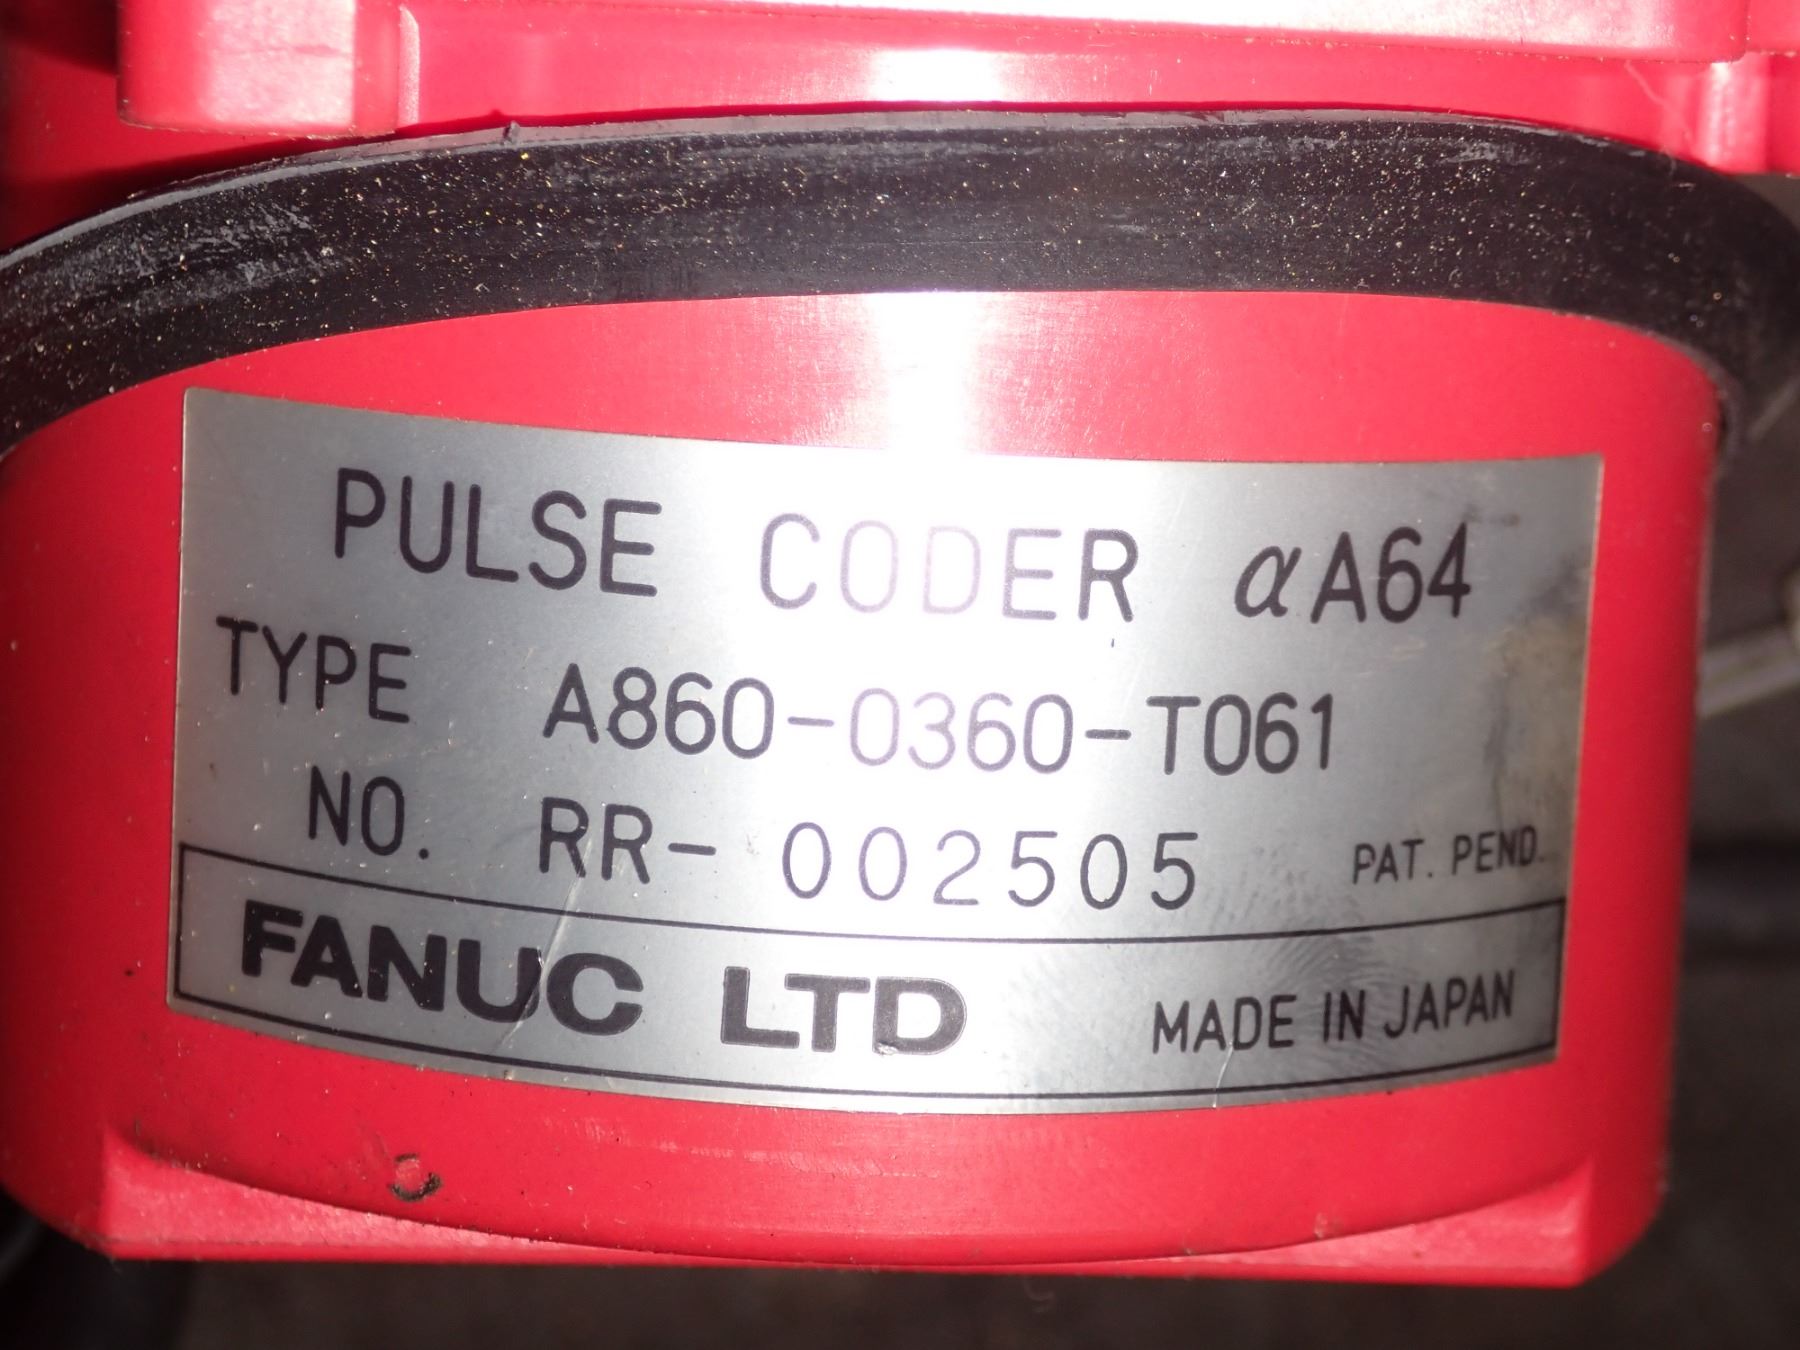 PULSE CODER αA64
TYPE A860-0360-T061
NO. RR-002505 PAT. PEND.
FANUC LTD MADE IN JAPAN